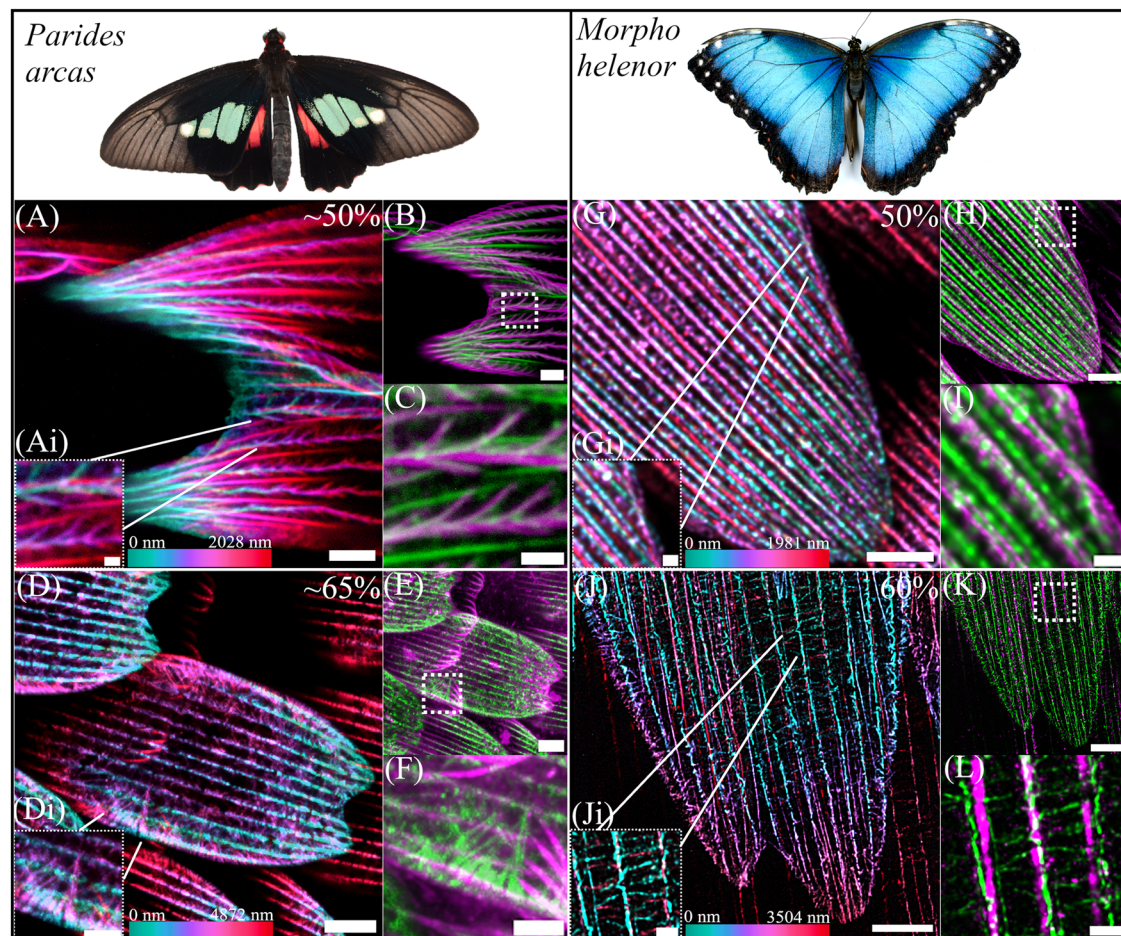 Parides
arcas
Morpho
helenor
(A)
~50%
(B)
(C)
(Ai)
0 nm
2028 nm
(D)
~65%
(E)
(F)
(Di)
0 nm
4872 nm
(G)
50%
(H)
(I)
(Gi)
0 nm
1981 nm
(J)
60%
(K)
(L)
(Ji)
0 nm
3504 nm